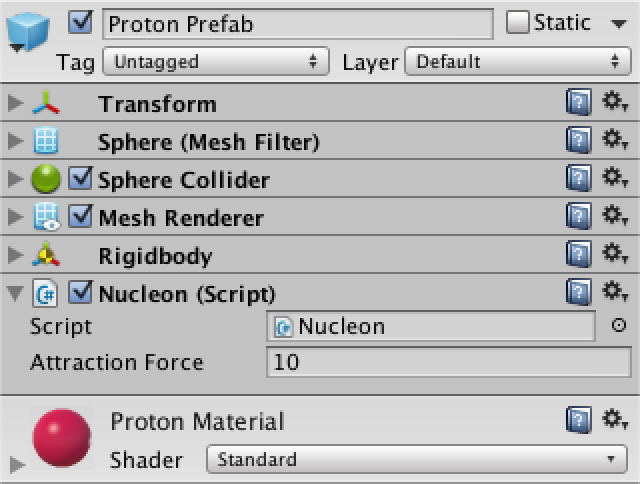 Proton Prefab Static
Tag Untagged Layer Default
Transform
Sphere (Mesh Filter)
Sphere Collider
Mesh Renderer
Rigidbody
C# Nucleon (Script)
Script C# Nucleon
Attraction Force 10
Proton Material
Shader Standard